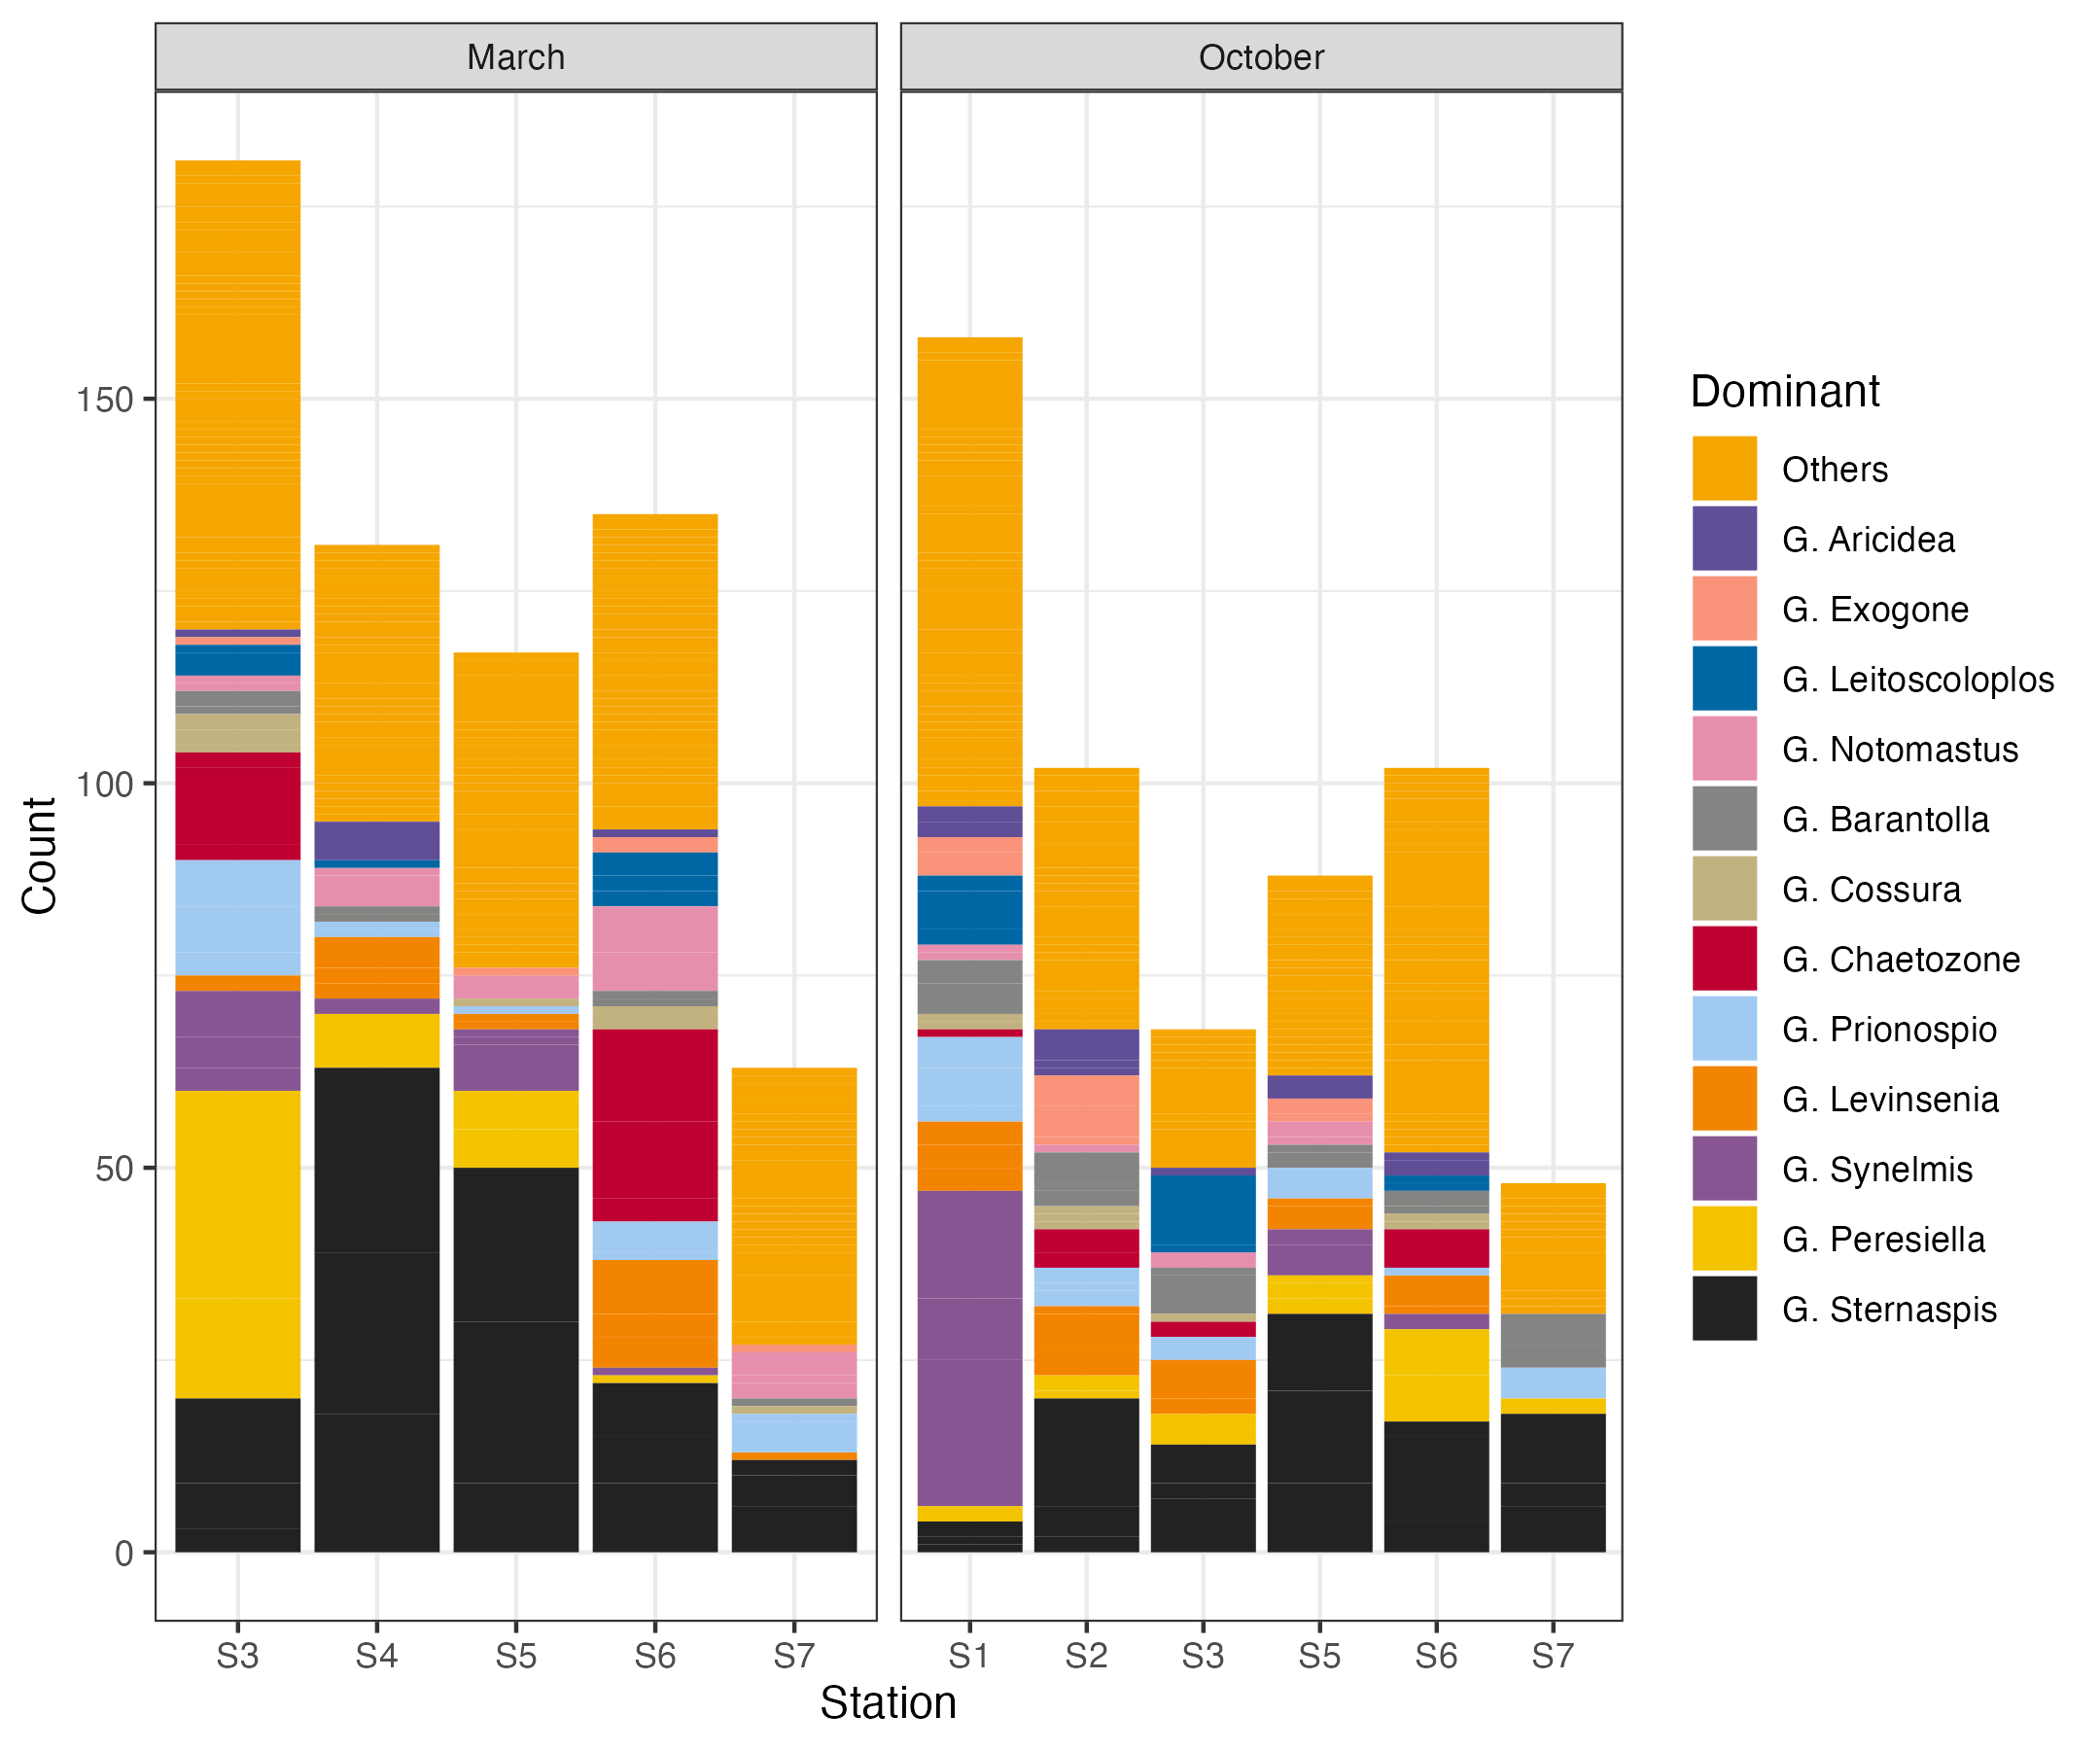 March
October
150
100
50
0
Count
S3 S4 S5 S6 S7
S1 S2 S3 S5 S6 S7
Station
Dominant
Others
G. Aricidea
G. Exogone
G. Leitoscoloplos
G. Notomastus
G. Barantolla
G. Cossura
G. Chaetozone
G. Prionospio
G. Levinsenia
G. Synelmis
G. Peresiella
G. Sternaspis